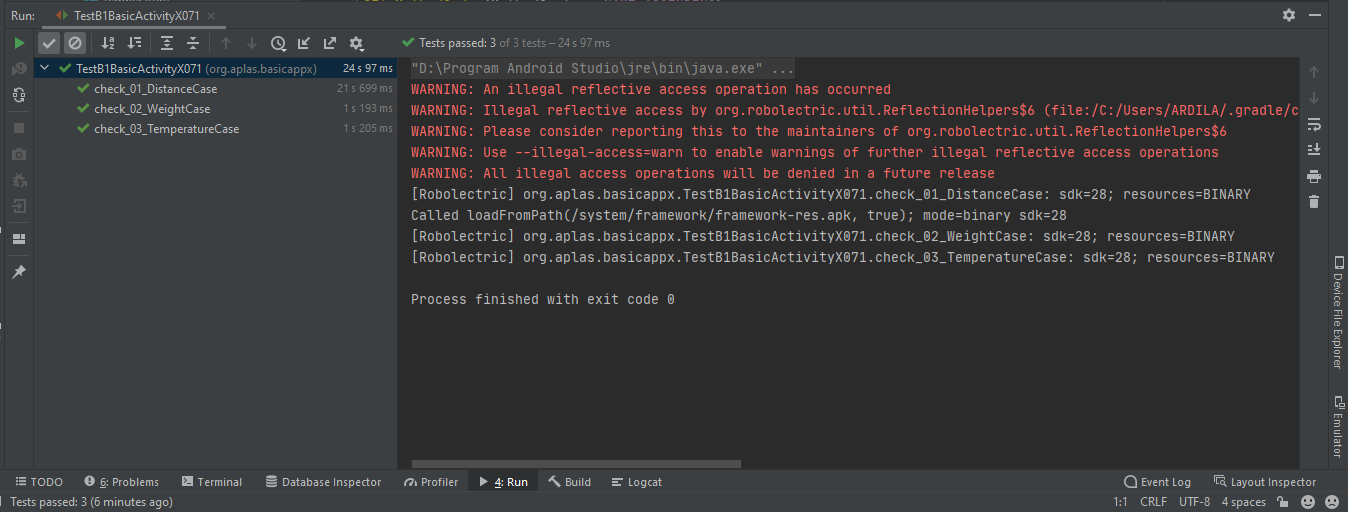 Run: TestB1BasicActivityX071
Tests passed: 3 of 3 tests – 24 s 97 ms
TestB1BasicActivityX071 (org.aplas.basicappx) 24 s 97 ms
check_01_DistanceCase 21 s 699 ms
check_02_WeightCase 1 s 193 ms
check_03_TemperatureCase 1 s 205 ms
"D:\Program Android Studio\jre\bin\java.exe" ...
WARNING: An illegal reflective access operation has occurred
WARNING: Illegal reflective access by org.robolectric.util.ReflectionHelpers$6 (file:/C:/Users/ARDILA/.gradle/c
WARNING: Please consider reporting this to the maintainers of org.robolectric.util.ReflectionHelpers$6
WARNING: Use --illegal-access=warn to enable warnings of further illegal reflective access operations
WARNING: All illegal access operations will be denied in a future release
[Robolectric] org.aplas.basicappx.TestB1BasicActivityX071.check_01_DistanceCase: sdk=28; resources=BINARY
Called loadFromPath(/system/framework/framework-res.apk, true); mode=binary sdk=28
[Robolectric] org.aplas.basicappx.TestB1BasicActivityX071.check_02_WeightCase: sdk=28; resources=BINARY
[Robolectric] org.aplas.basicappx.TestB1BasicActivityX071.check_03_TemperatureCase: sdk=28; resources=BINARY
Process finished with exit code 0
Device File Explorer
Emulator
TODO 6: Problems Terminal Database Inspector Profiler 4: Run Build Logcat Event Log Layout Inspector
Tests passed: 3 (6 minutes ago) 1:1 CRLF UTF-8 4 spaces